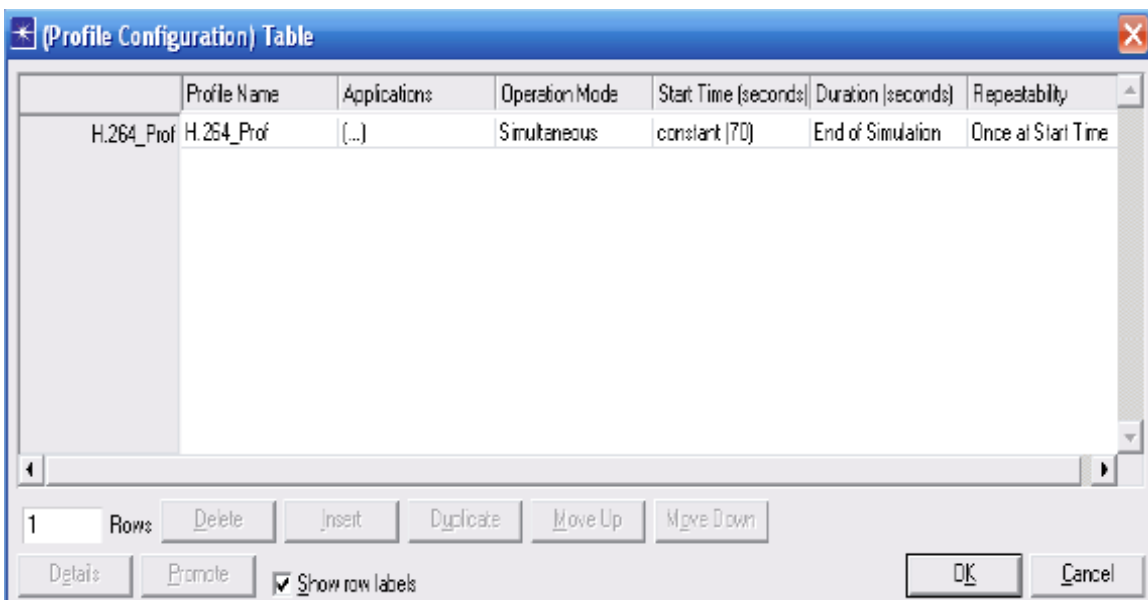 (Profile Configuration) Table
Profile Name Applications Operation Mode Start Time (seconds) Duration (seconds) Repeatability
H.264_Prof H.264_Prof (...) Simultaneous constant (70) End of Simulation Once at Start Time
1 Rows Delete Insert Duplicate Move Up Move Down
Details Promote Show row labels OK Cancel